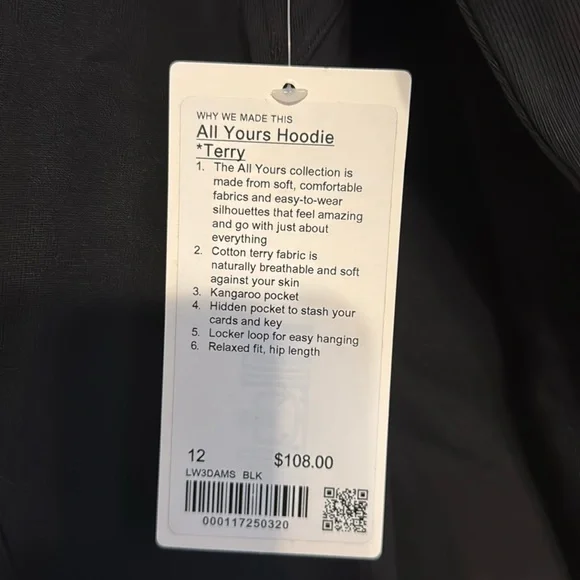 WHY WE MADE THIS
All Yours Hoodie
*Terry
1. The All Yours collection is
made from soft, comfortable
fabrics and easy-to-wear
silhouettes that feel amazing
and go with just about
everything
2. Cotton terry fabric is
naturally breathable and soft
against your skin
3. Kangaroo pocket
4. Hidden pocket to stash your
cards and key
5. Locker loop for easy hanging
6. Relaxed fit, hip length
12 $108.00
LW3DAMS BLK
000117250320